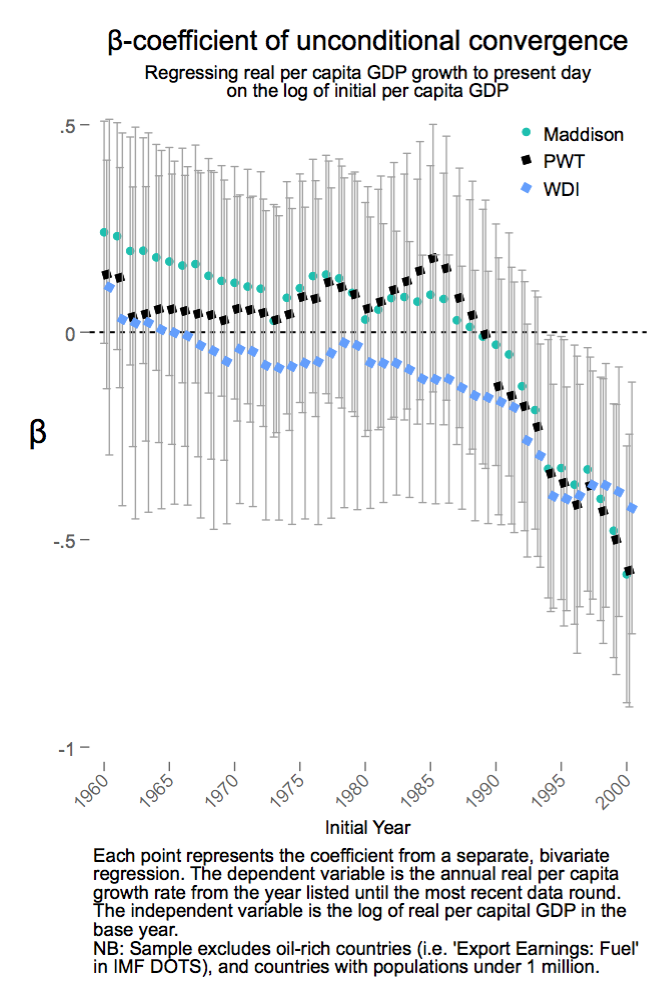 β-coefficient of unconditional convergence
Regressing real per capita GDP growth to present day
on the log of initial per capita GDP
Maddison
PWT
WDI
.5
0
-.5
-1
β
1960 1965 1970 1975 1980 1985 1990 1995 2000
Initial Year
Each point represents the coefficient from a separate, bivariate
regression. The dependent variable is the annual real per capita
growth rate from the year listed until the most recent data round.
The independent variable is the log of real per capital GDP in the
base year.
NB: Sample excludes oil-rich countries (i.e. 'Export Earnings: Fuel'
in IMF DOTS), and countries with populations under 1 million.